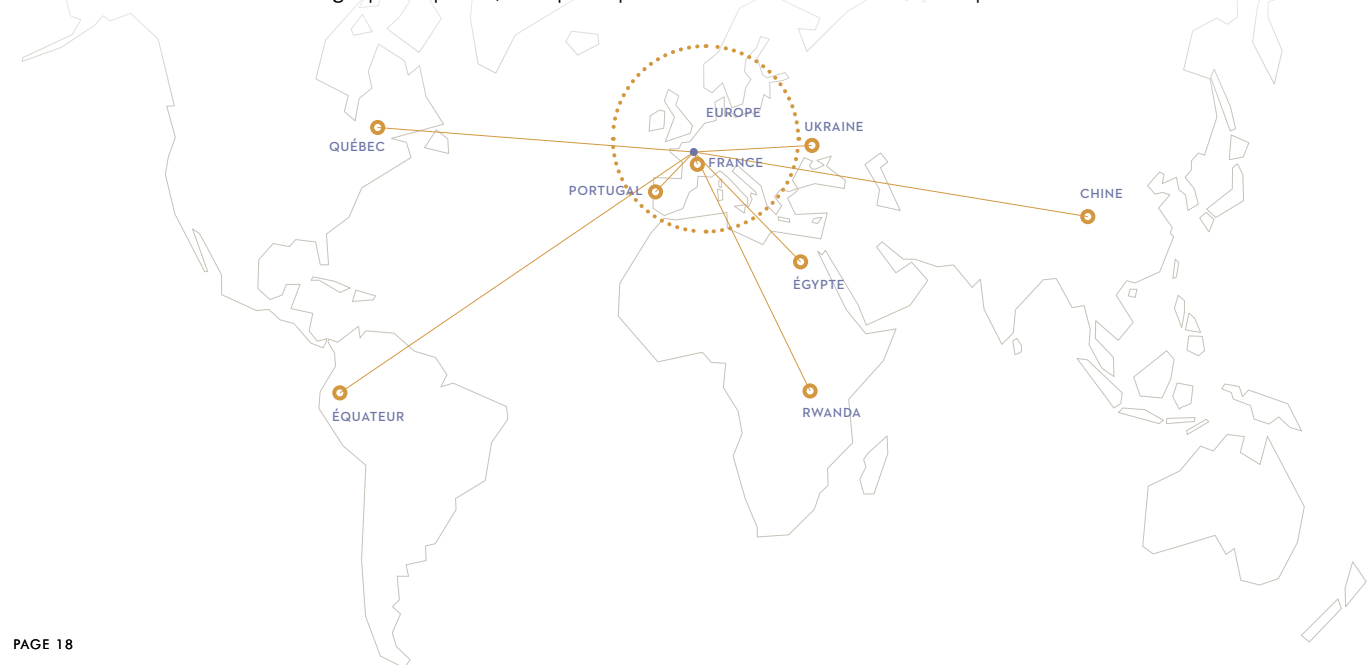 EUROPE
UKRAINE
QUÉBEC
FRANCE
PORTUGAL
CHINE
ÉGYPTE
RWANDA
ÉQUATEUR
PAGE 18